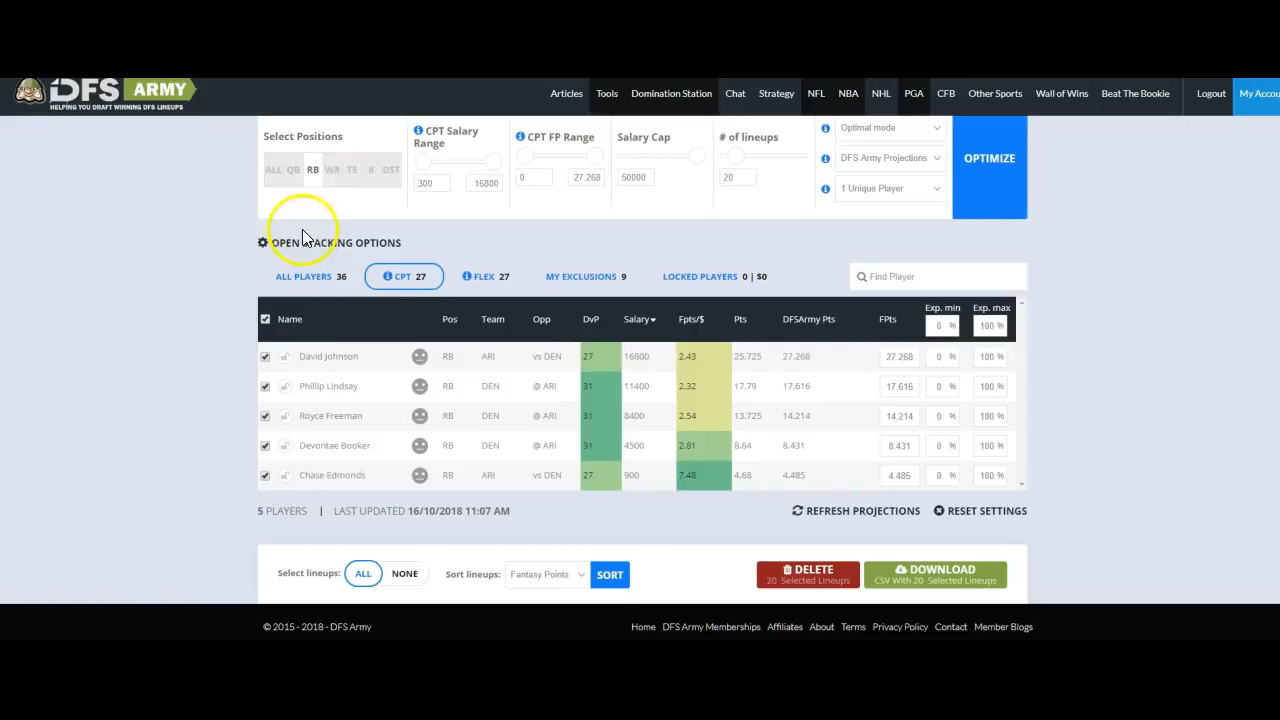 DFS ARMY
HELPING YOU DRAFT WINNING DFS LINEUPS
Articles Tools Domination Station Chat Strategy NFL NBA NHL PGA CFB Other Sports Wall of Wins Beat The Bookie Logout My Accou
Select Positions
ALL QB RB WR TE K DST
CPT Salary Range
300 16800
CPT FP Range
0 27.268
Salary Cap
50000
# of lineups
20
Optimal mode
DFS Army Projections
1 Unique Player
OPTIMIZE
OPEN STACKING OPTIONS
ALL PLAYERS 36 CPT 27 FLEX 27 MY EXCLUSIONS 9 LOCKED PLAYERS 0 | $0 Find Player
Name Pos Team Opp DvP Salary Fpts/$ Pts DFSArmy Pts FPts Exp. min 0 % Exp. max 100 %
David Johnson RB ARI vs DEN 27 16800 2.43 25.725 27.268 27.268 0 % 100 %
Phillip Lindsay RB DEN @ ARI 31 11400 2.32 17.79 17.616 17.616 0 % 100 %
Royce Freeman RB DEN @ ARI 31 8400 2.54 13.725 14.214 14.214 0 % 100 %
Devontae Booker RB DEN @ ARI 31 4500 2.81 8.64 8.431 8.431 0 % 100 %
Chase Edmonds RB ARI vs DEN 27 900 7.48 4.68 4.485 4.485 0 % 100 %
5 PLAYERS | LAST UPDATED 16/10/2018 11:07 AM REFRESH PROJECTIONS RESET SETTINGS
Select lineups: ALL NONE Sort lineups: Fantasy Points SORT
DELETE
20 Selected Lineups
DOWNLOAD
CSV With 20 Selected Lineups
© 2015 - 2018 - DFS Army Home DFS Army Memberships Affiliates About Terms Privacy Policy Contact Member Blogs